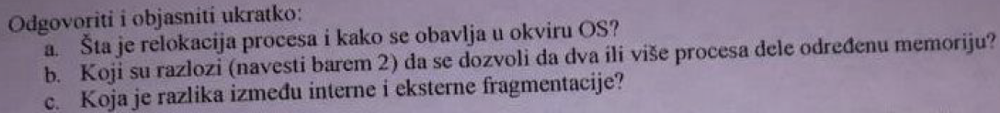 Odgovoriti i objasniti ukratko:
a. Šta je relokacija procesa i kako se obavlja u okviru OS?
b. Koji su razlozi (navesti barem 2) da se dozvoli da dva ili više procesa dele određenu memoriju?
c. Koja je razlika između interne i eksterne fragmentacije?